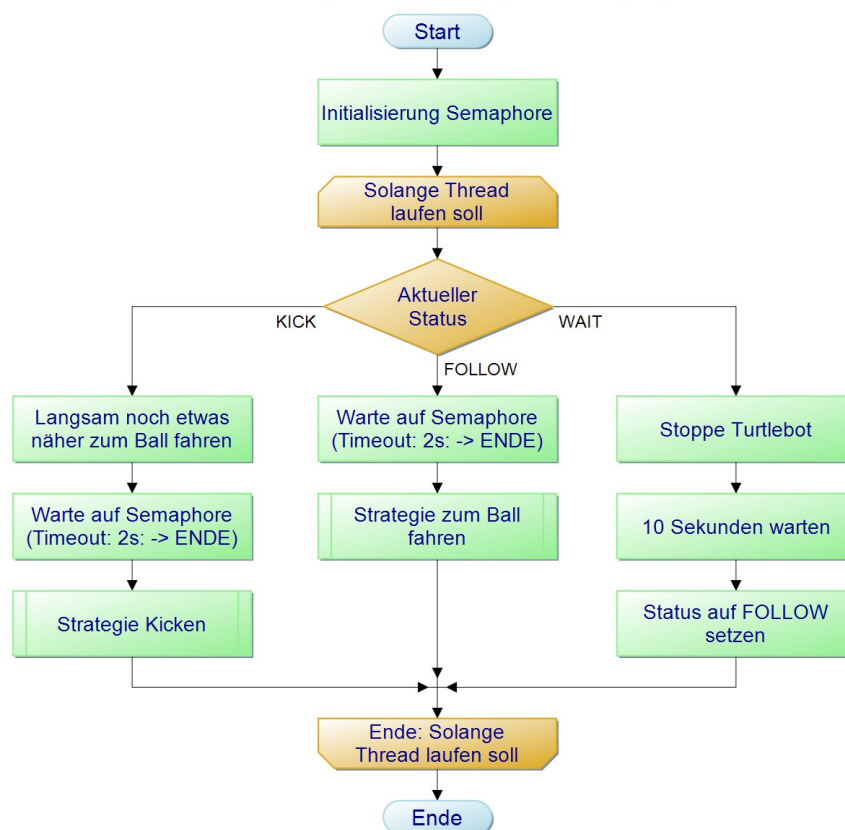 Start
Initialisierung Semaphore
Solange Thread
laufen soll
Aktueller
Status
KICK
WAIT
FOLLOW
Langsam noch etwas
näher zum Ball fahren
Warte auf Semaphore
(Timeout: 2s: -> ENDE)
Strategie Kicken
Warte auf Semaphore
(Timeout: 2s: -> ENDE)
Strategie zum Ball
fahren
Stoppe Turtlebot
10 Sekunden warten
Status auf FOLLOW
setzen
Ende: Solange
Thread laufen soll
Ende